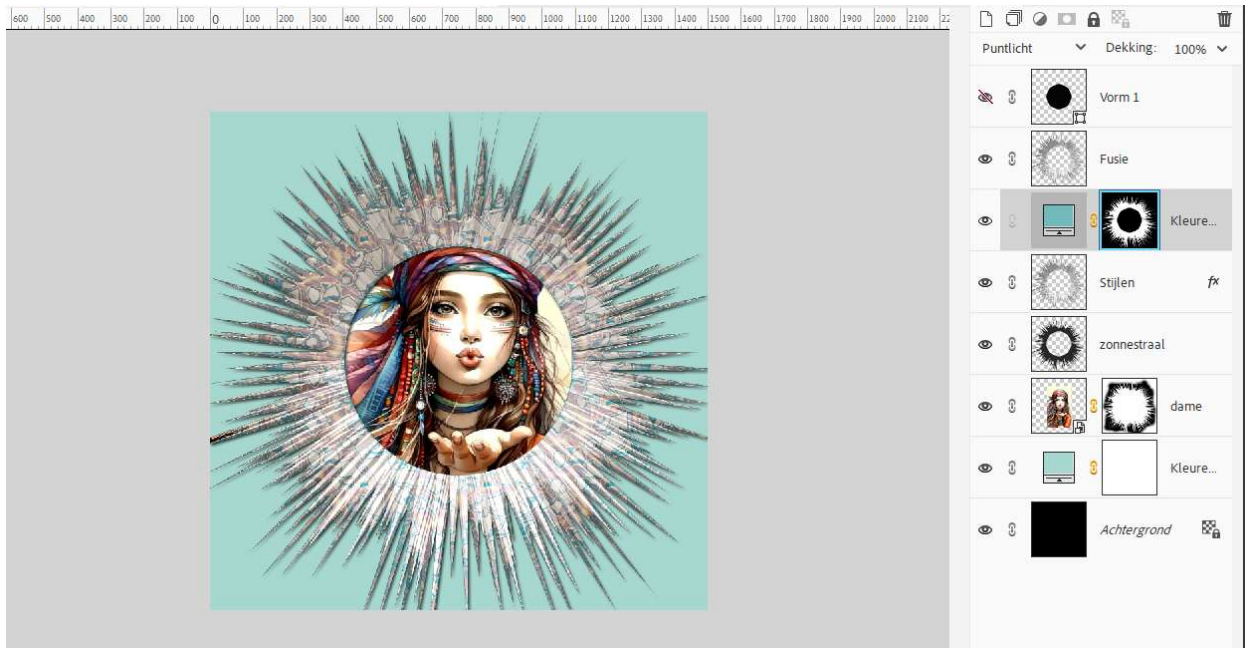 600 500 400 300 200 100 0 100 200 300 400 500 600 700 800 900 1000 1100 1200 1300 1400 1500 1600 1700 1800 1900 2000 2100 22
Puntlicht Dekking: 100%
Vorm 1
Fusie
Kleure...
Stijlen fx
zonnestraal
dame
Kleure...
Achtergrond